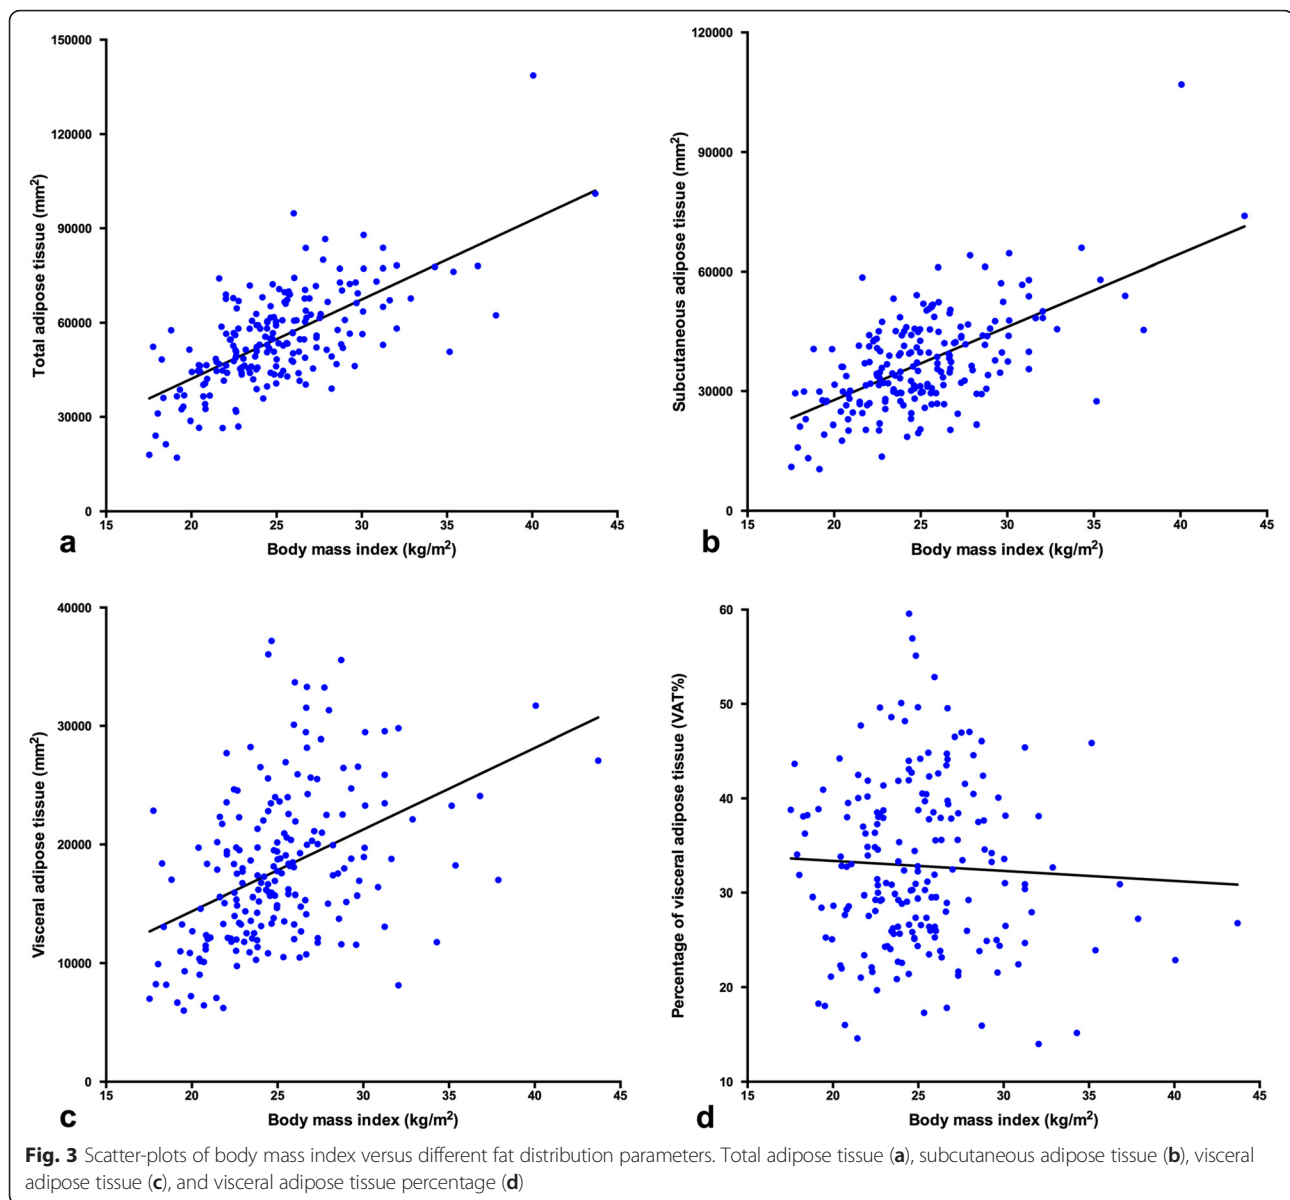 150000
120000
90000
60000
30000
0
Total adipose tissue (mm²)
15 20 25 30 35 40 45
Body mass index (kg/m²)
a
120000
90000
60000
30000
0
Subcutaneous adipose tissue (mm²)
15 20 25 30 35 40 45
Body mass index (kg/m²)
b
40000
30000
20000
10000
0
Visceral adipose tissue (mm²)
15 20 25 30 35 40 45
Body mass index (kg/m²)
c
60
50
40
30
20
10
Percentage of visceral adipose tissue (VAT%)
15 20 25 30 35 40 45
Body mass index (kg/m²)
d
Fig. 3 Scatter-plots of body mass index versus different fat distribution parameters. Total adipose tissue (a), subcutaneous adipose tissue (b), visceral
adipose tissue (c), and visceral adipose tissue percentage (d)